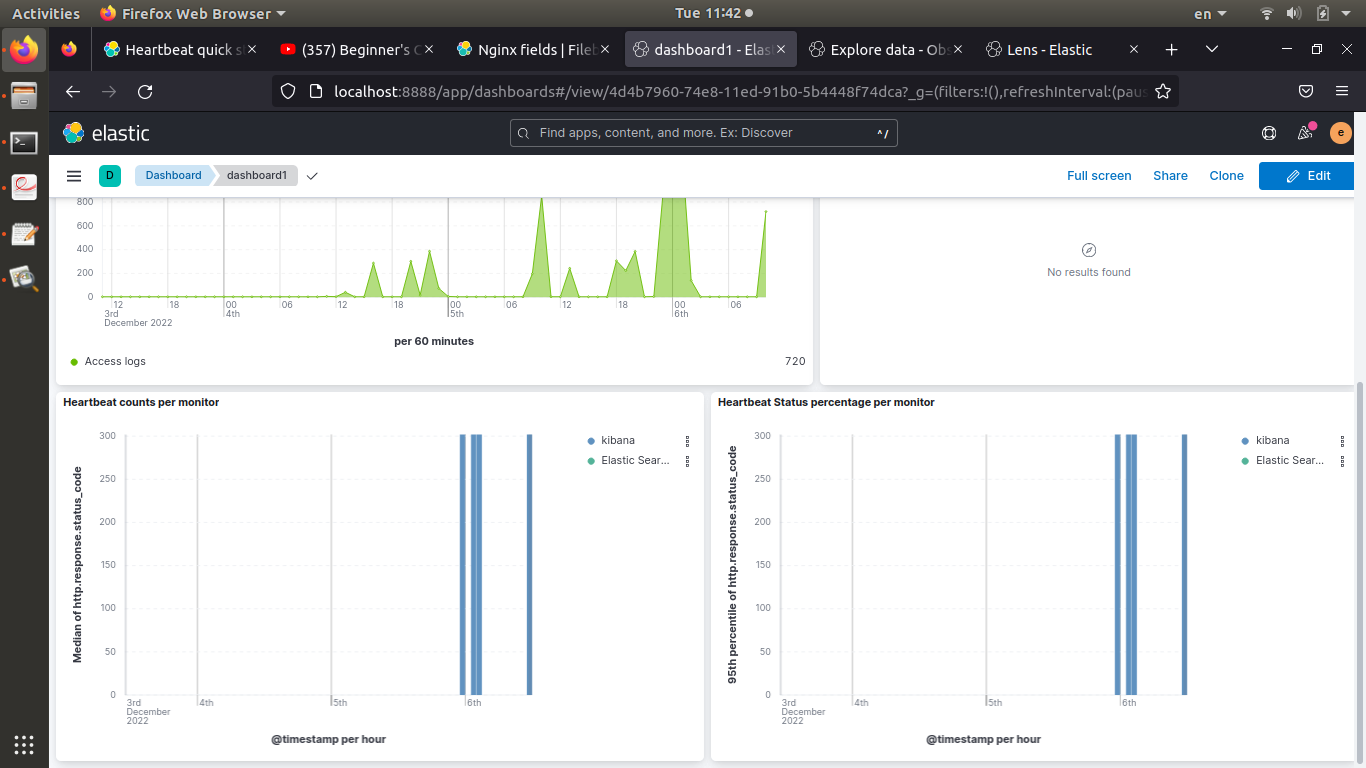 Activities Firefox Web Browser Tue 11:42 en
Heartbeat quick s (357) Beginner's C Nginx fields | Fileb dashboard1 - Elas Explore data - Obs Lens - Elastic
localhost:8888/app/dashboards#/view/4d4b7960-74e8-11ed-91b0-5b4448f74dca?_g=(filters:!(),refreshInterval:(paus
elastic Find apps, content, and more. Ex: Discover ^/ e
D Dashboard dashboard1 Full screen Share Clone Edit
800
600
400
200
0
12 18 00 06 12 18 00 06 12 18 00 06
3rd 4th 5th 6th
December 2022
per 60 minutes
Access logs 720
No results found
Heartbeat counts per monitor
Median of http.response.status_code
300
250
200
150
100
50
0
3rd 4th 5th 6th
December
2022
@timestamp per hour
kibana
Elastic Sear...
Heartbeat Status percentage per monitor
95th percentile of http.response.status_code
300
250
200
150
100
50
0
3rd 4th 5th 6th
December
2022
@timestamp per hour
kibana
Elastic Sear...